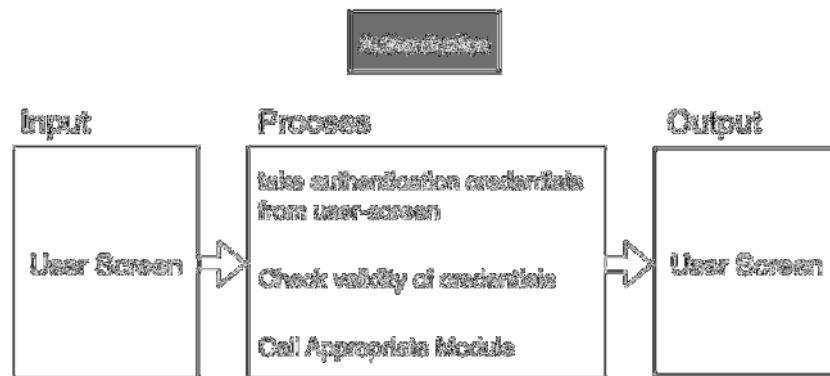 Authentication
Input
Process
Output
User Screen
take authentication credentials
from user-screen
Check validity of credentials
Call Appropriate Module
User Screen